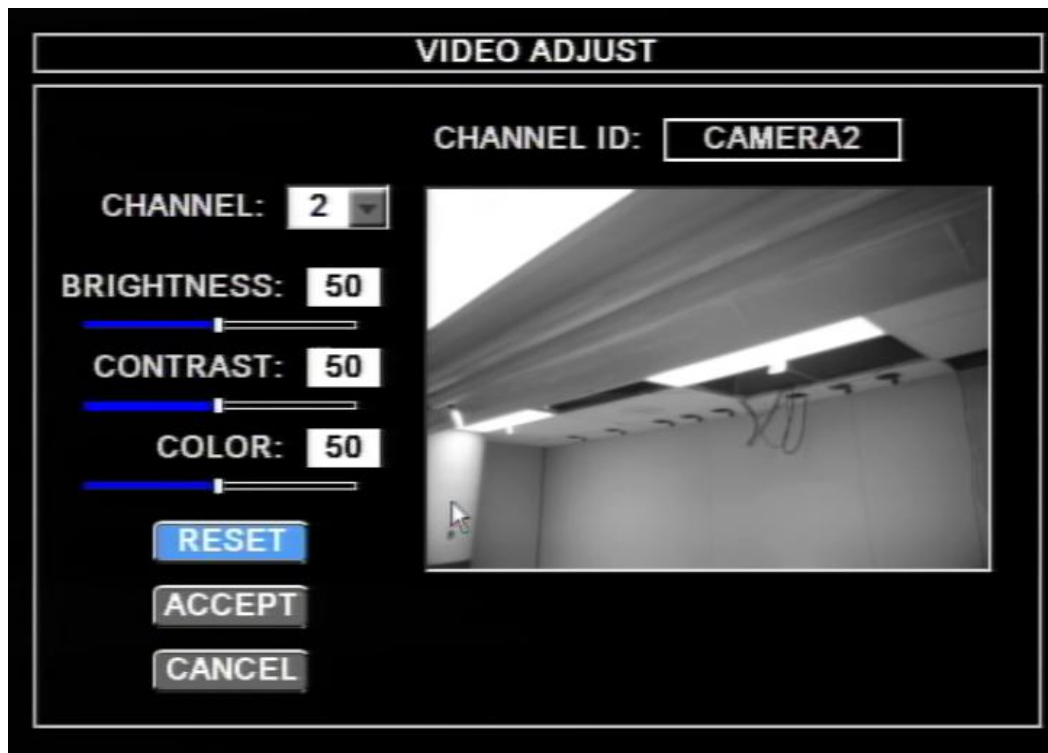 VIDEO ADJUST
CHANNEL ID: CAMERA2
CHANNEL: 2
BRIGHTNESS: 50
CONTRAST: 50
COLOR: 50
RESET
ACCEPT
CANCEL